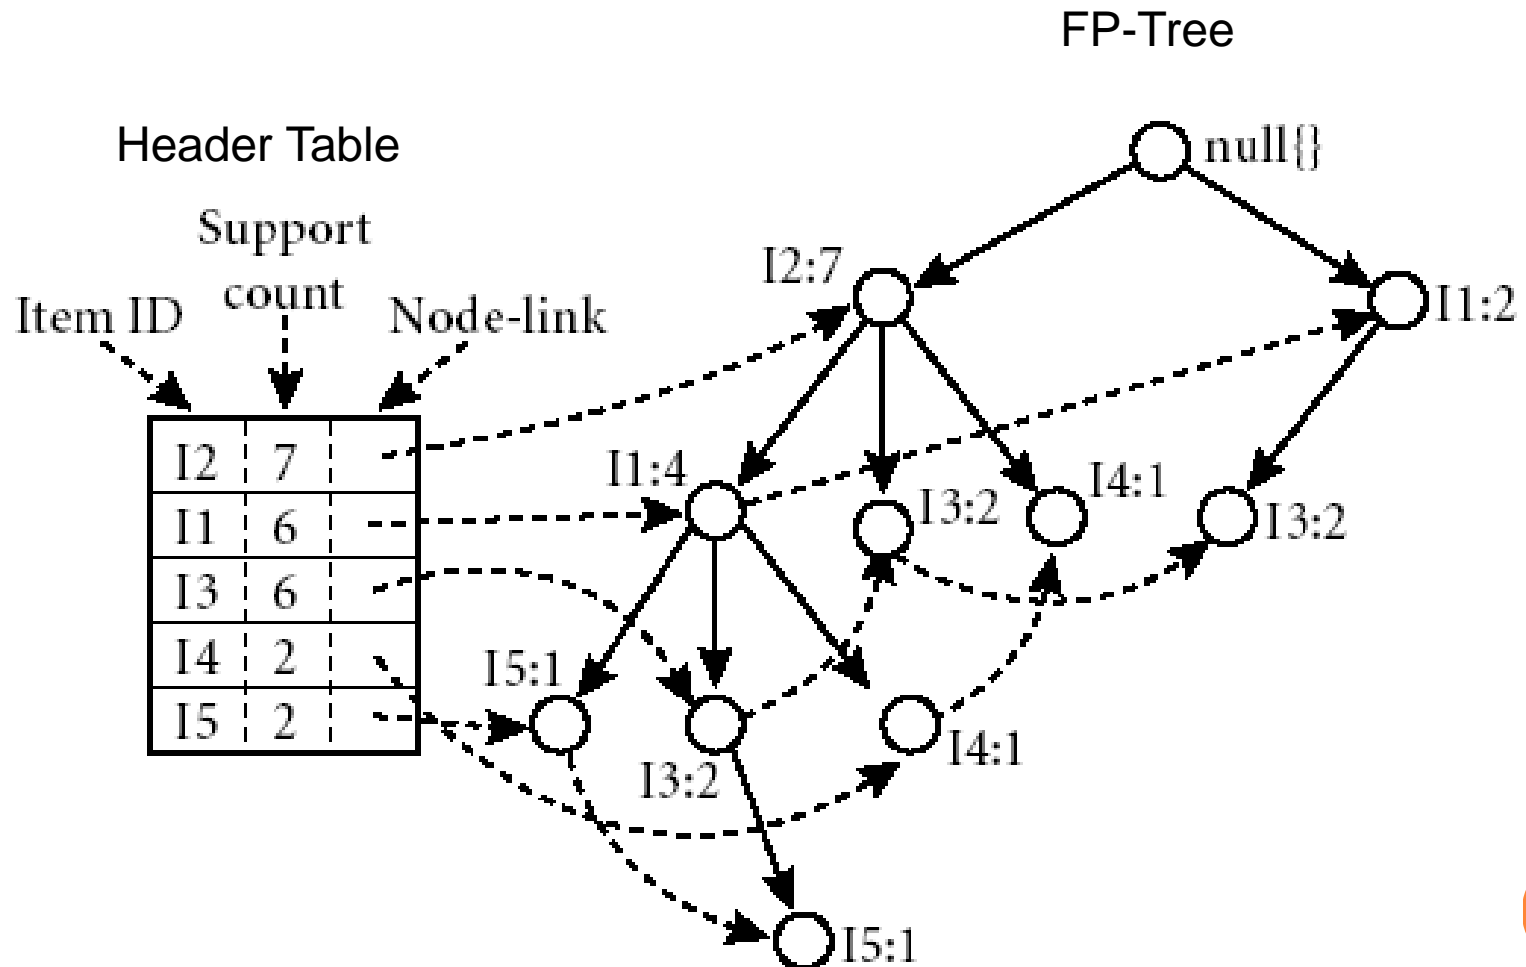 FP-Tree
Header Table
null{}
Support
count
Item ID
Node-link
I2:7
I1:2
I2 7
I1 6
I3 6
I4 2
I5 2
I1:4
I3:2
I4:1
I3:2
I5:1
I3:2
I4:1
I5:1